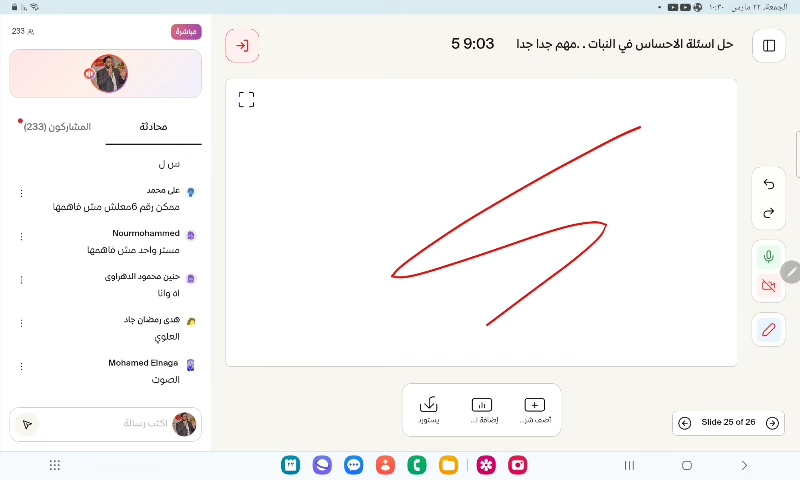 الجمعة، ٢٢ مارس ١٠:٣٠
233
مباشرة
حل اسئلة الاحساس في النبات . .مهم جدا جدا
5 9:03
محادثة
المشاركون (233)
س ل
على محمد
ممكن رقم 6معلش مش فاهمها
Nourmohammed
مستر واحد مش فاهمها
حنين محمود الدهراوى
اه وانا
هدى رمضان جاد
العلوي
Mohamed Elnaga
الصوت
اكتب رسالة
أضف شر...
إضافة ا...
يستورد
Slide 25 of 26